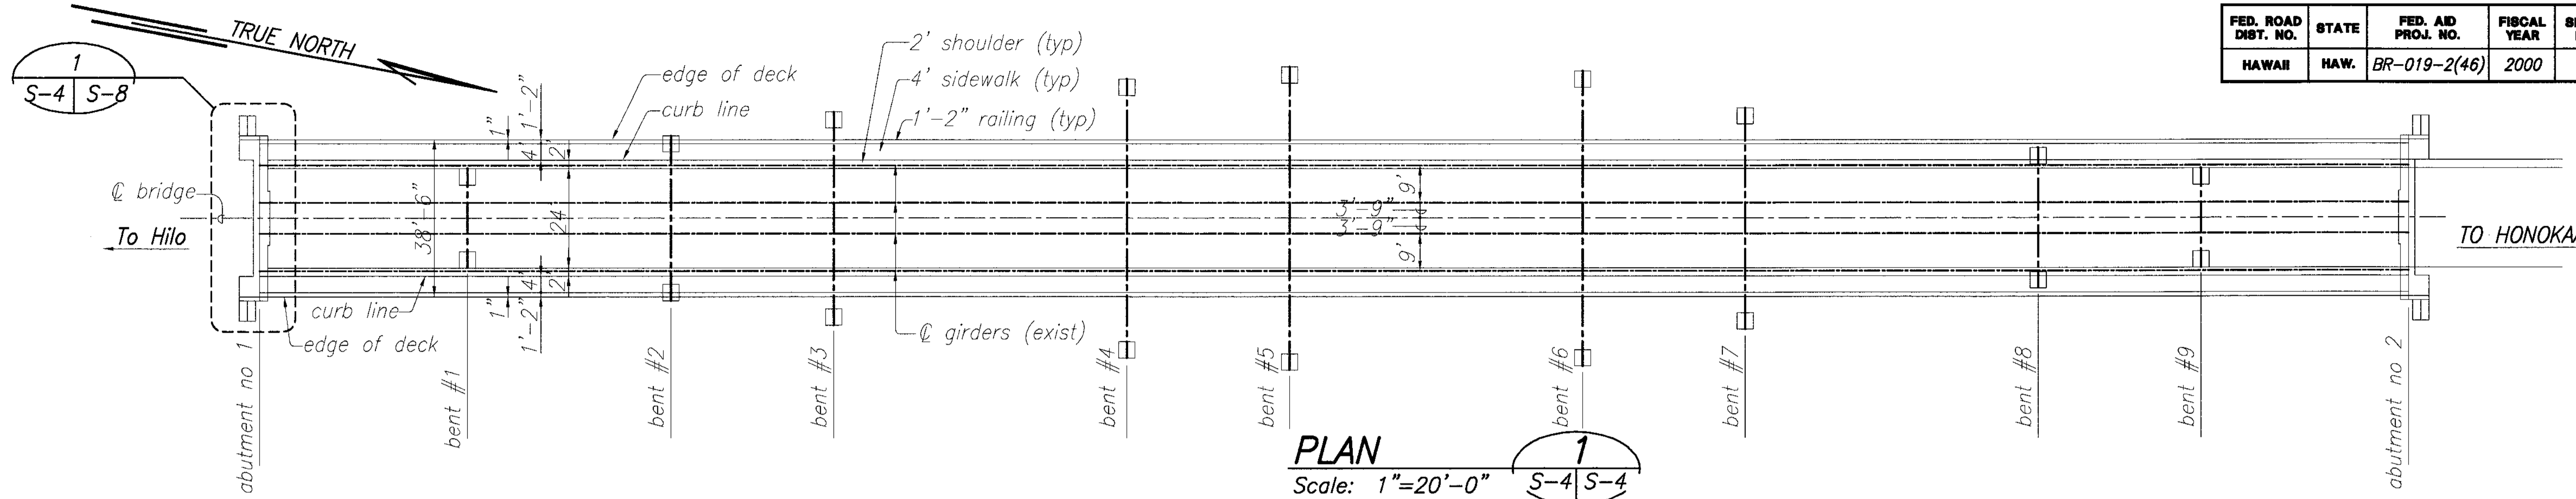 FED. ROAD DIST. NO.
STATE
FED. AID PROJ. NO.
FISCAL YEAR
HAWAII
HAW.
BR-019-2(46)
2000
TRUE NORTH
1
S-4 S-8
edge of deck
curb line
2' shoulder (typ)
4' sidewalk (typ)
1'-2" railing (typ)
1"
1'-2"
4'
2'
℄ bridge
To Hilo
38'-6"
24'
9'
3'-9"
3'-9"
9'
TO HONOKA
4'
2'
1"
1'-2"
curb line
edge of deck
℄ girders (exist)
abutment no 1
bent #1
bent #2
bent #3
bent #4
bent #5
bent #6
bent #7
bent #8
bent #9
abutment no 2
PLAN
Scale: 1"=20'-0"
1
S-4 S-4